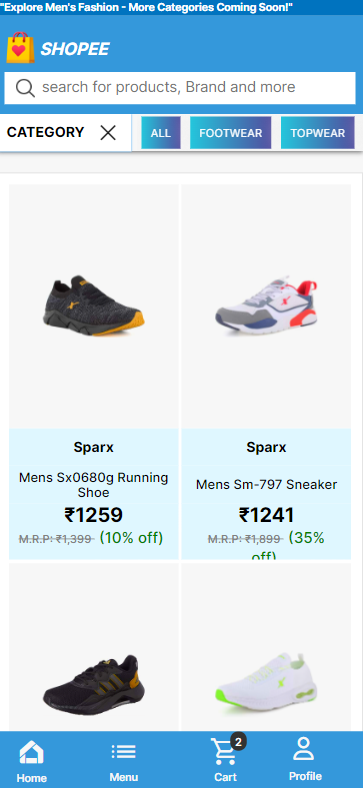 "Explore Men's Fashion - More Categories Coming Soon!"
SHOPEE
search for products, Brand and more
CATEGORY
ALL
FOOTWEAR
TOPWEAR
Sparx
Mens Sx0680g Running
Shoe
₹1259
M.R.P: ₹1,399 (10% off)
Sparx
Mens Sm-797 Sneaker
₹1241
M.R.P: ₹1,899 (35%
off)
2
Home
Menu
Cart
Profile